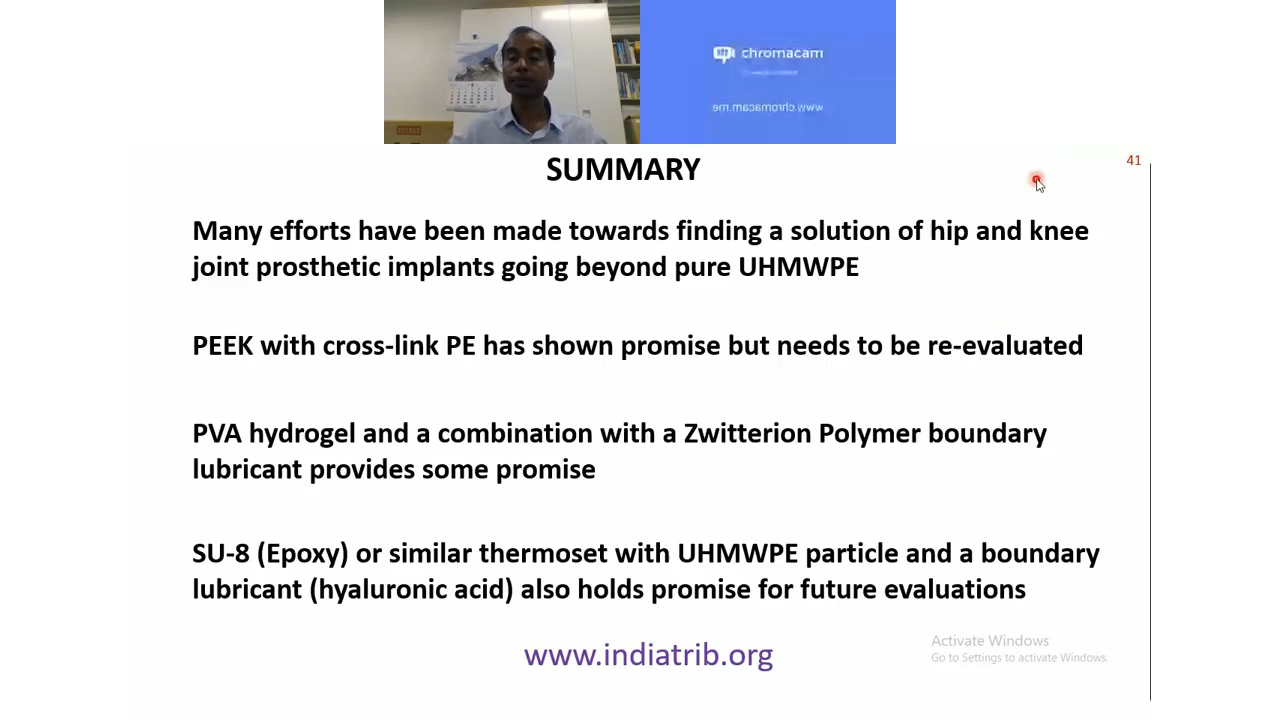 chromacam
www.chromacam.me
SUMMARY
41
Many efforts have been made towards finding a solution of hip and knee
joint prosthetic implants going beyond pure UHMWPE
PEEK with cross-link PE has shown promise but needs to be re-evaluated
PVA hydrogel and a combination with a Zwitterion Polymer boundary
lubricant provides some promise
SU-8 (Epoxy) or similar thermoset with UHMWPE particle and a boundary
lubricant (hyaluronic acid) also holds promise for future evaluations
www.indiatrib.org
Activate Windows
Go to Settings to activate Windows.